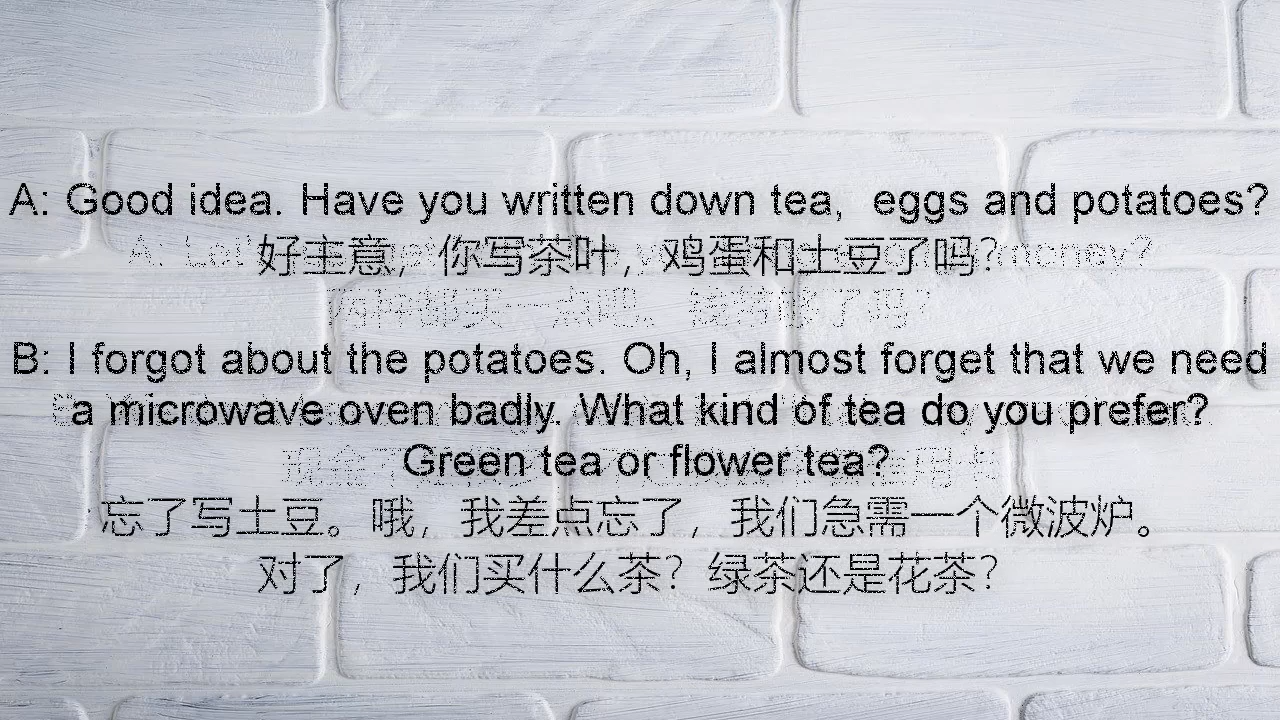 A: Good idea. Have you written down tea, eggs and potatoes?
好主意，你写茶叶，鸡蛋和土豆了吗？
B: I forgot about the potatoes. Oh, I almost forget that we need
a microwave oven badly. What kind of tea do you prefer?
Green tea or flower tea?
忘了写土豆。哦，我差点忘了，我们急需一个微波炉。
对了，我们买什么茶？绿茶还是花茶？